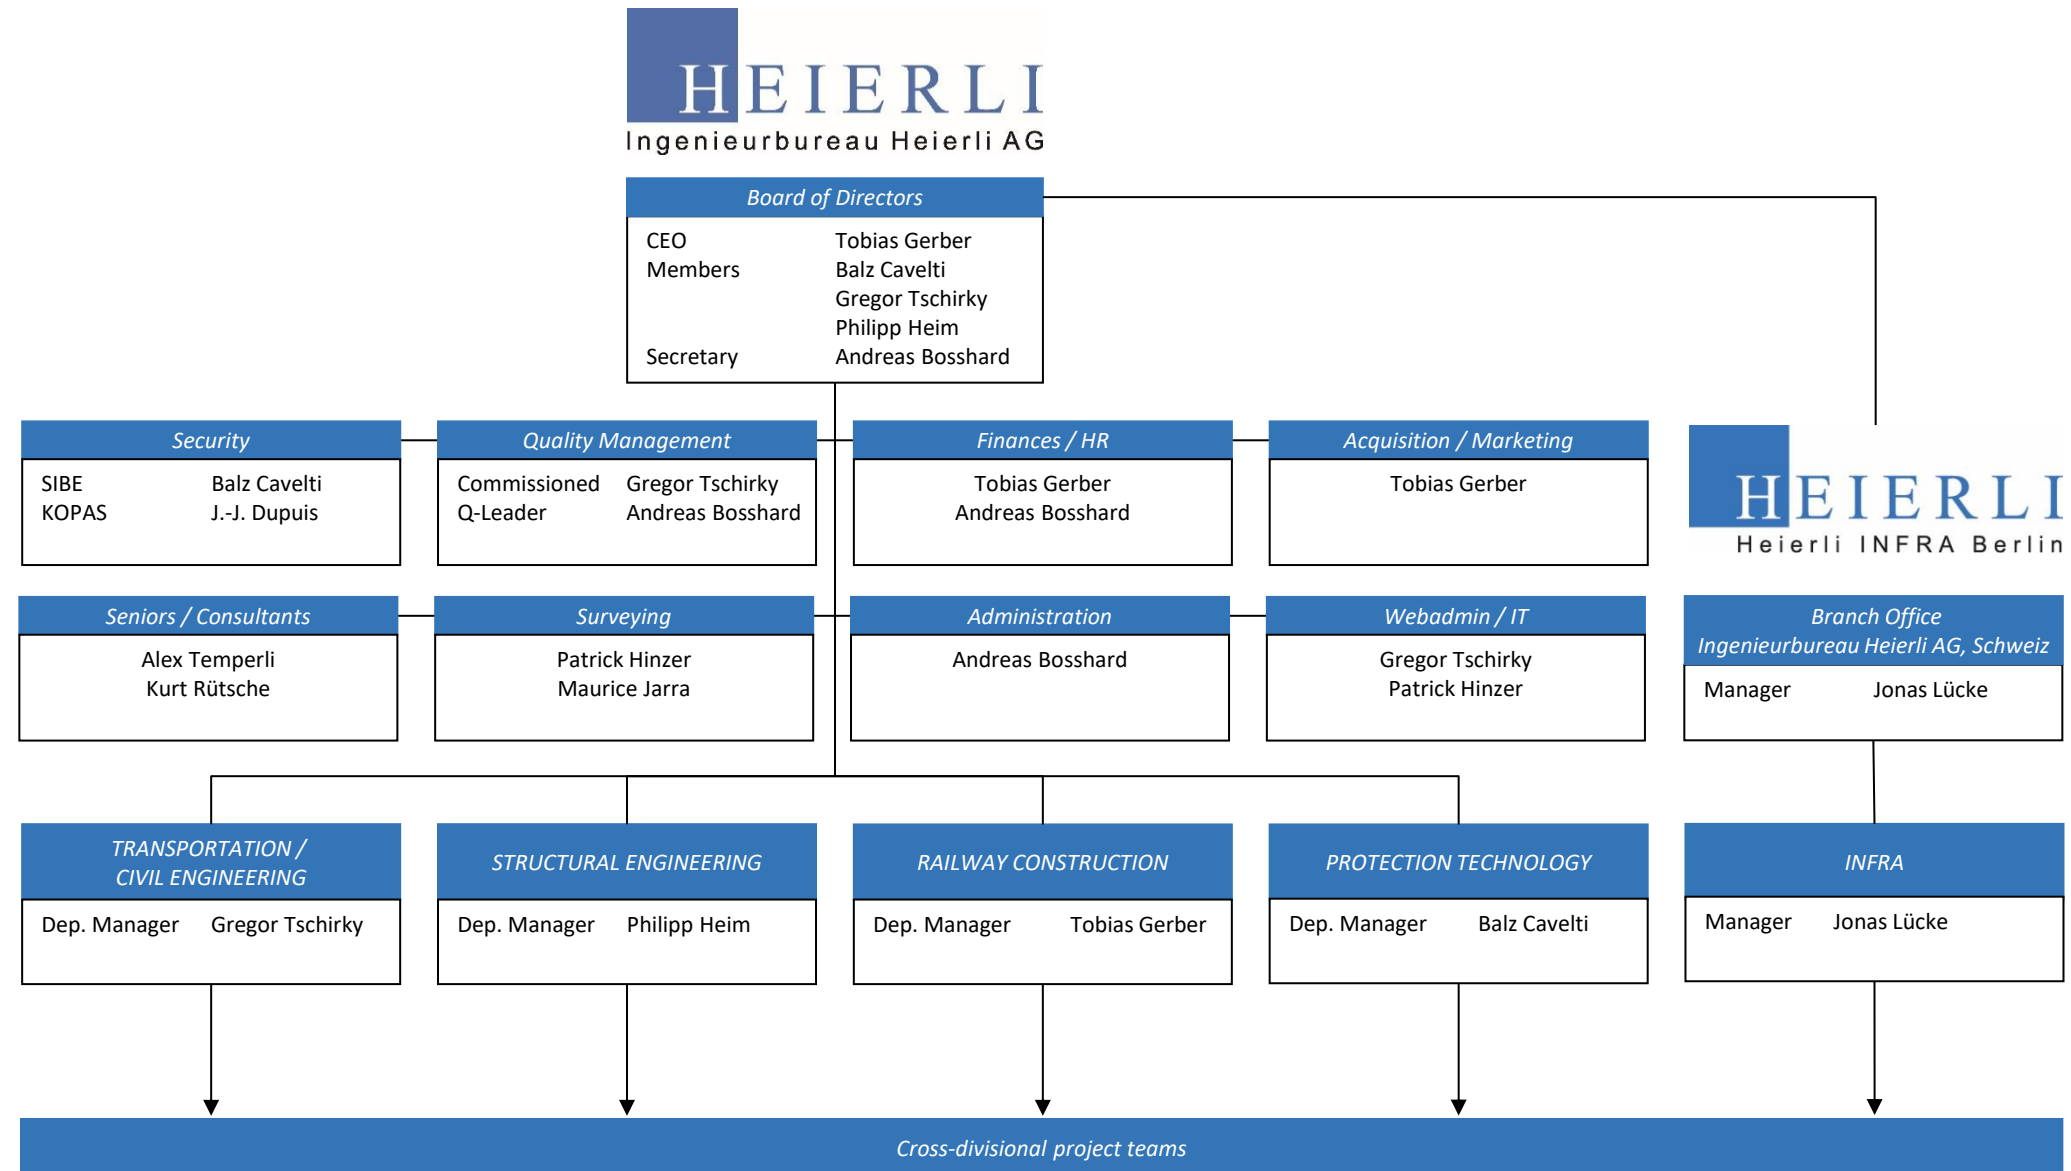 HEIERLI
Ingenieurbureau Heierli AG
Board of Directors
CEO Tobias Gerber
Members Balz Cavelti
Gregor Tschirky
Philipp Heim
Secretary Andreas Bosshard
Security
SIBE Balz Cavelti
KOPAS J.-J. Dupuis
Quality Management
Commissioned Gregor Tschirky
Q-Leader Andreas Bosshard
Finances / HR
Tobias Gerber
Andreas Bosshard
Acquisition / Marketing
Tobias Gerber
HEIERLI
Heierli INFRA Berlin
Seniors / Consultants
Alex Temperli
Kurt Rütsche
Surveying
Patrick Hinzer
Maurice Jarra
Administration
Andreas Bosshard
Webadmin / IT
Gregor Tschirky
Patrick Hinzer
Branch Office
Ingenieurbureau Heierli AG, Schweiz
Manager Jonas Lücke
TRANSPORTATION /
CIVIL ENGINEERING
Dep. Manager Gregor Tschirky
STRUCTURAL ENGINEERING
Dep. Manager Philipp Heim
RAILWAY CONSTRUCTION
Dep. Manager Tobias Gerber
PROTECTION TECHNOLOGY
Dep. Manager Balz Cavelti
INFRA
Manager Jonas Lücke
Cross-divisional project teams